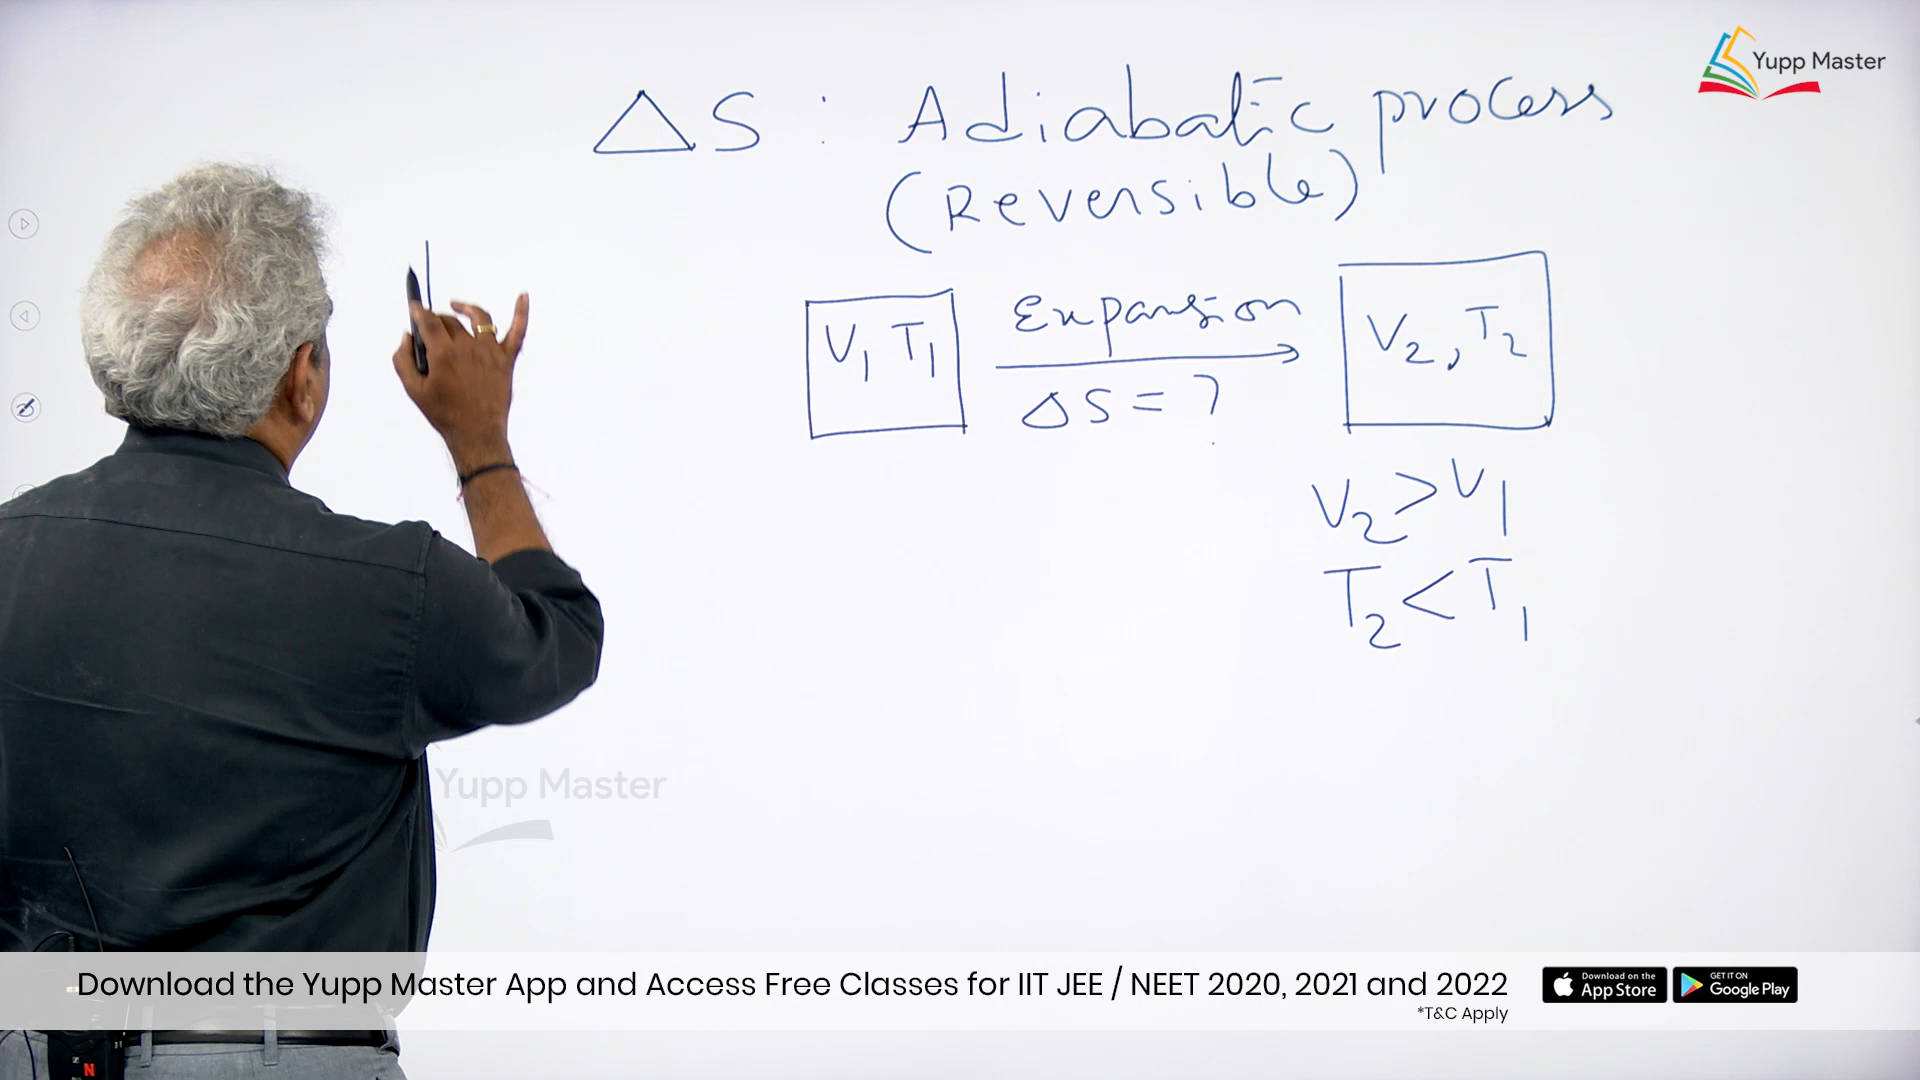 Yupp Master
ΔS : Adiabatic process
(Reversible)
V1 T1
Expansion
ΔS = ?
V2, T2
V2 > V1
T2 < T1
Yupp Master
Download the Yupp Master App and Access Free Classes for IIT JEE / NEET 2020, 2021 and 2022
*T&C Apply
Download on the
App Store
GET IT ON
Google Play
N